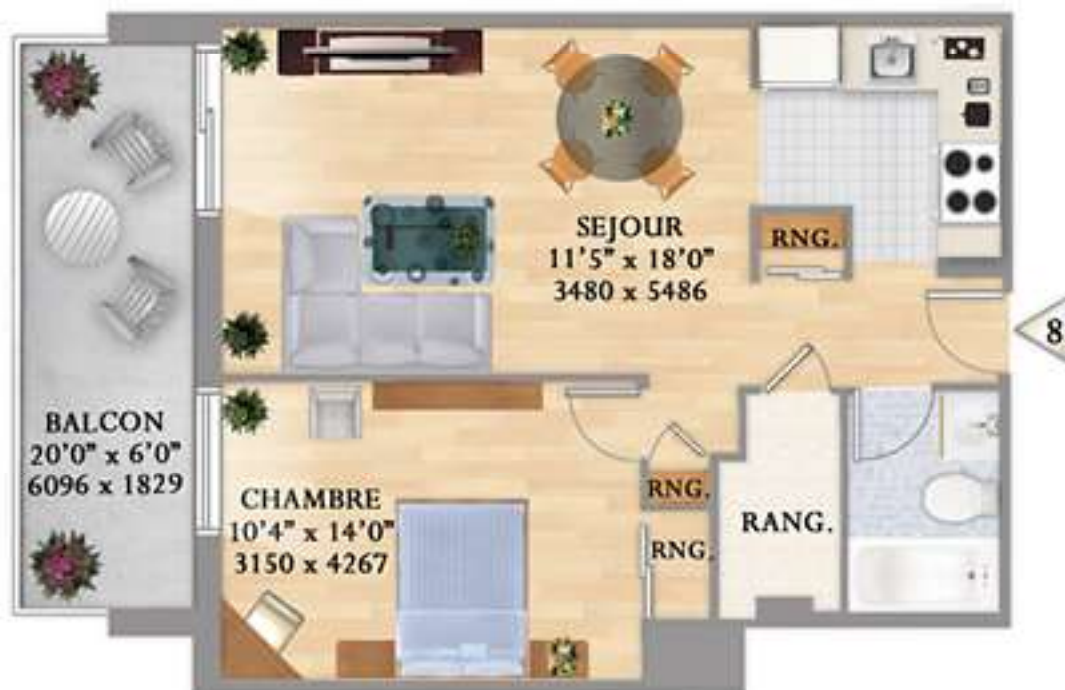 SEJOUR
11'5" x 18'0"
3480 x 5486
RNG.
8
BALCON
20'0" x 6'0"
6096 x 1829
CHAMBRE
10'4" x 14'0"
3150 x 4267
RNG.
RNG.
RANG.